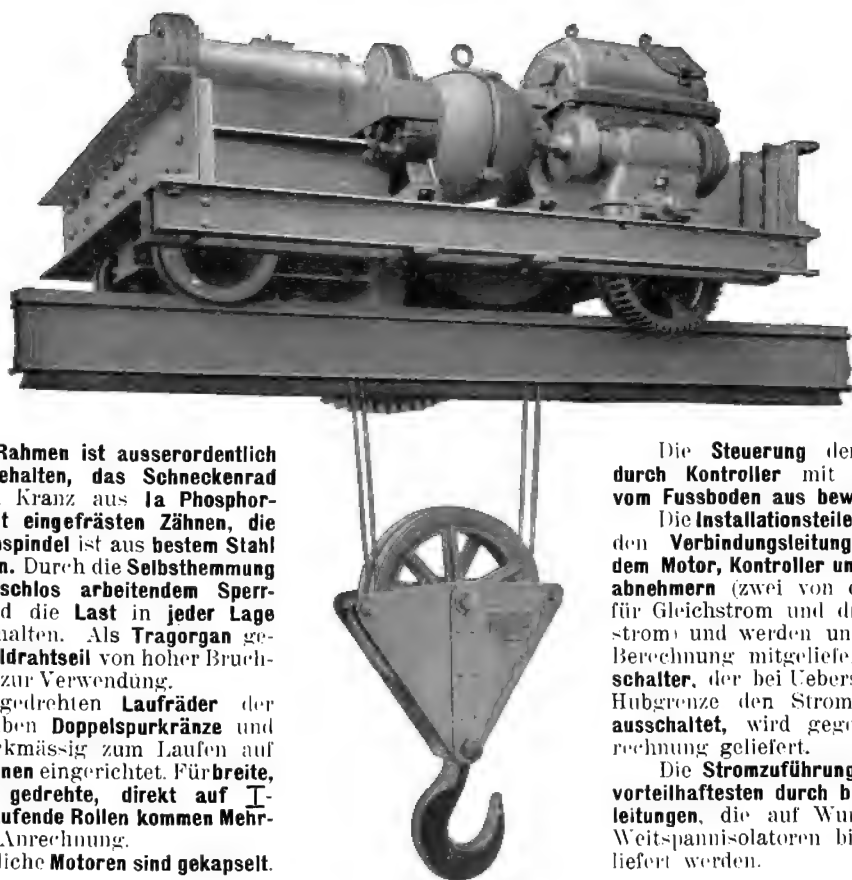 Rahmen ist ausserordentlich
ehalten, das Schneckenrad
Kranz aus Ia Phosphor-
t eingefrästen Zähnen, die
spindel ist aus bestem Stahl
n. Durch die Selbsthemmung
schlos arbeitendem Sperr-
d die Last in jeder Lage
halten. Als Tragorgan ge-
ldrahtseil von hoher Bruch-
zur Verwendung.
gedrehten Laufräder der
ben Doppelspurkränze und
kmässig zum Laufen auf
nen eingerichtet. Für breite,
gedrehte, direkt auf I-
ufende Rollen kommen Mehr-
Anrechnung.
liche Motoren sind gekapselt.
Die Steuerung der
durch Kontroller mit
vom Fussboden aus bew
Die Installationsteile
den Verbindungsleitung
dem Motor, Kontroller un
abnehmern (zwei von
für Gleichstrom und d
strom) und werden un
Berechnung mitgeliefe
schalter, der bei Uebers
Hubgrenze den Strom
ausschaltet, wird gege
rechnung geliefert.
Die Stromzuführung
vorteilhaftesten durch b
leitungen, die auf Wun
Weitspannisolatoren bi
liefert werden.